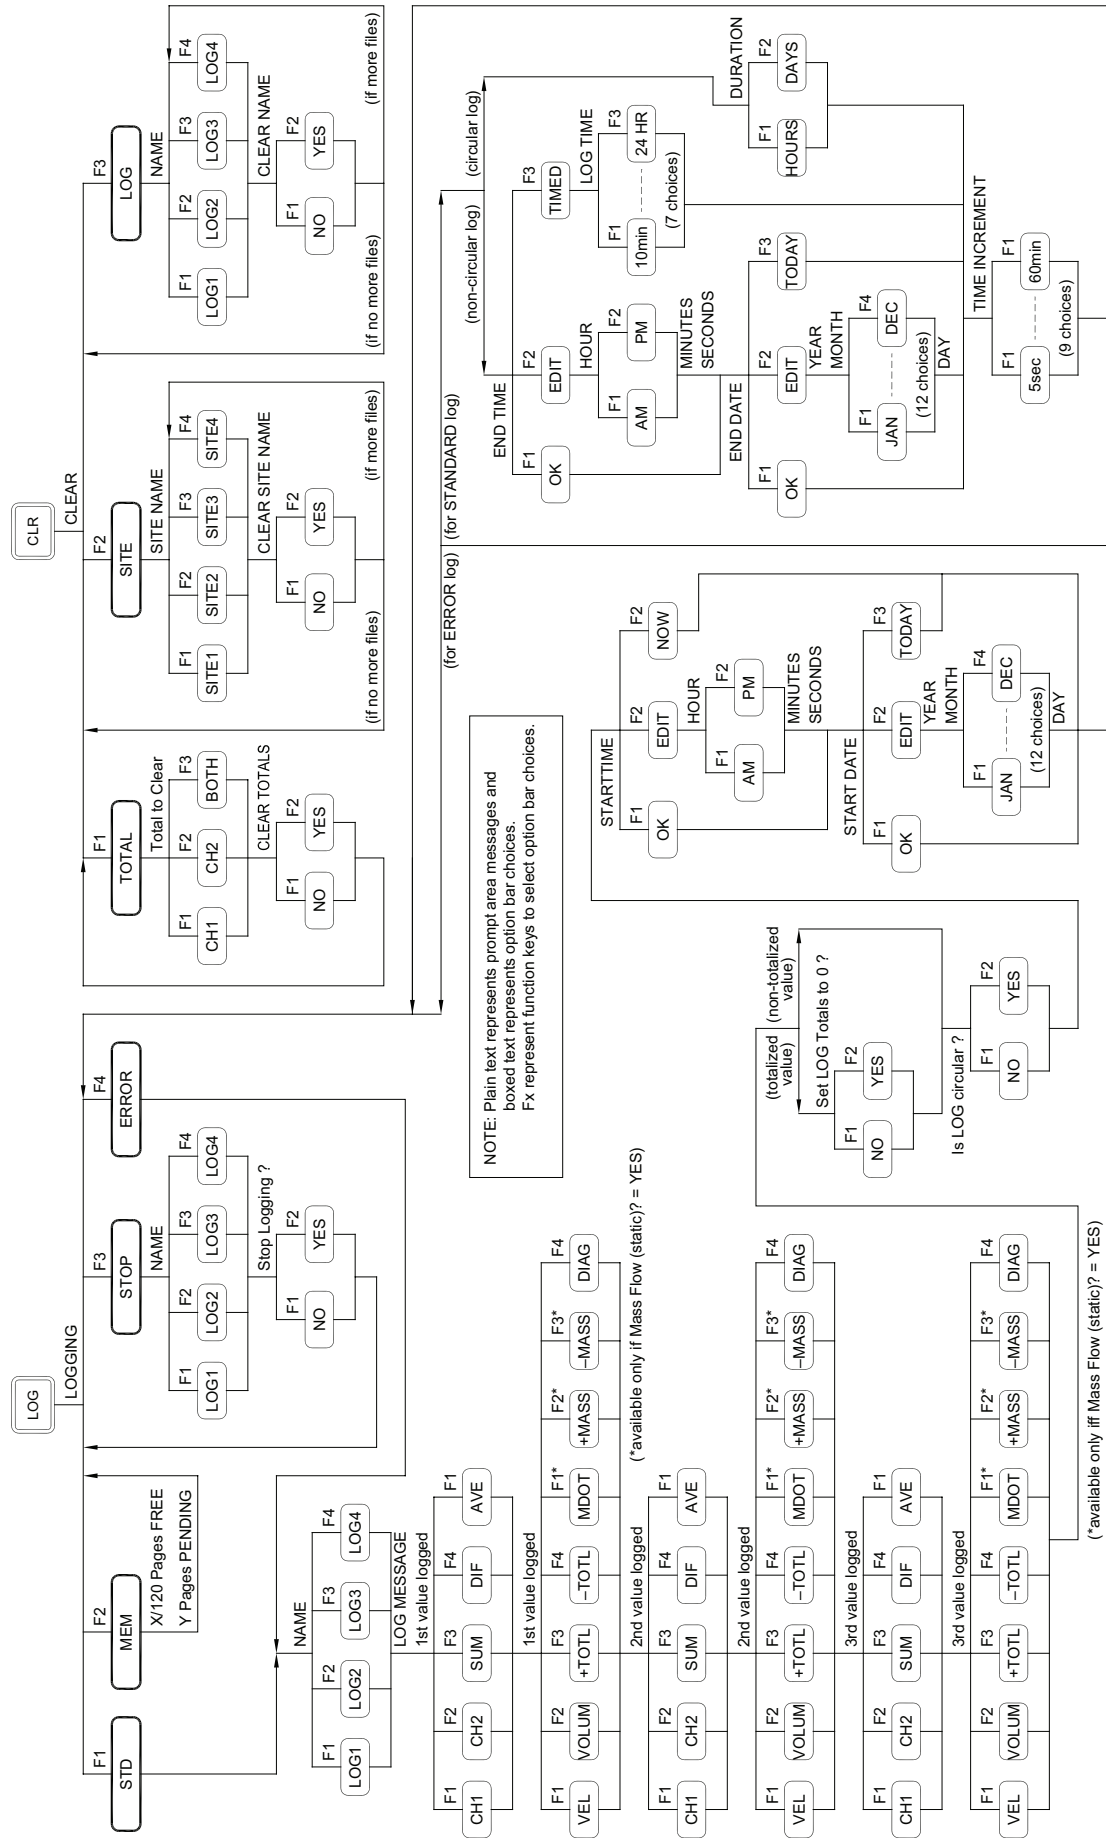 LOG
LOGGING
F1
STD
F2
MEM
X/120 Pages FREE
Y Pages PENDING
F3
STOP
NAME
F1
LOG1
F2
LOG2
F3
LOG3
F4
LOG4
Stop Logging ?
F1
NO
F2
YES
F4
ERROR
NAME
F1
LOG1
F2
LOG2
F3
LOG3
F4
LOG4
LOG MESSAGE
1st value logged
F1
CH1
F2
CH2
F3
SUM
F4
DIF
F1
AVE
1st value logged
F1
VEL
F2
VOLUM
F3
+TOTL
F4
−TOTL
F1*
MDOT
F2*
+MASS
F3*
−MASS
F4
DIAG
(*available only if Mass Flow (static)? = YES)
2nd value logged
F1
CH1
F2
CH2
F3
SUM
F4
DIF
F1
AVE
2nd value logged
F1
VEL
F2
VOLUM
F3
+TOTL
F4
−TOTL
F1*
MDOT
F2*
+MASS
F3*
−MASS
F4
DIAG
3rd value logged
F1
CH1
F2
CH2
F3
SUM
F4
DIF
F1
AVE
3rd value logged
F1
VEL
F2
VOLUM
F3
+TOTL
F4
−TOTL
F1*
MDOT
F2*
+MASS
F3*
−MASS
F4
DIAG
(*available only iff Mass Flow (static)? = YES)
CLR
CLEAR
F1
TOTAL
Total to Clear
F1
CH1
F2
CH2
F3
BOTH
CLEAR TOTALS
F1
NO
F2
YES
F2
SITE
SITE NAME
F1
SITE1
F2
SITE2
F3
SITE3
F4
SITE4
CLEAR SITE NAME
F1
NO
F2
YES
(if no more files)
(if more files)
F3
LOG
NAME
F1
LOG1
F2
LOG2
F3
LOG3
F4
LOG4
CLEAR NAME
F1
NO
F2
YES
(if no more files)
(if more files)
NOTE: Plain text represents prompt area messages and
boxed text represents option bar choices.
Fx represent function keys to select option bar choices.
(totalized
value)
(non-totalized
value)
Set LOG Totals to 0 ?
F1
NO
F2
YES
Is LOG circular ?
F1
NO
F2
YES
(for ERROR log)
(for STANDARD log)
STARTTIME
F1
OK
F2
EDIT
F2
NOW
HOUR
F1
AM
F2
PM
MINUTES
SECONDS
START DATE
F1
OK
F2
EDIT
F3
TODAY
YEAR
MONTH
F1
JAN
F4
DEC
(12 choices)
DAY
(non-circular log)
(circular log)
END TIME
F1
OK
F2
EDIT
F3
TIMED
HOUR
F1
AM
F2
PM
MINUTES
SECONDS
LOG TIME
F1
10min
F3
24 HR
(7 choices)
DURATION
F1
HOURS
F2
DAYS
END DATE
F1
OK
F2
EDIT
F3
TODAY
YEAR
MONTH
F1
JAN
F4
DEC
(12 choices)
DAY
TIME INCREMENT
F1
5sec
F1
60min
(9 choices)